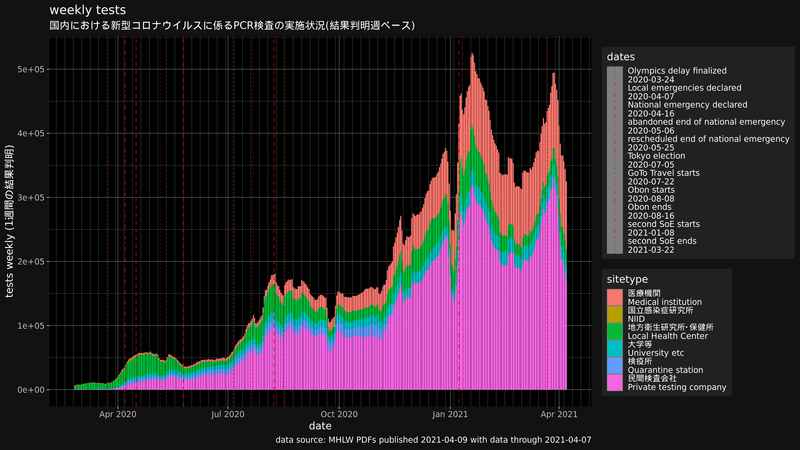 weekly tests
国内における新型コロナウイルスに係るPCR検査の実施状況(結果判明週ベース)
tests weekly (1週間の結果判明)
5e+05
4e+05
3e+05
2e+05
1e+05
0e+00
Apr 2020
Jul 2020
Oct 2020
Jan 2021
Apr 2021
date
data source: MHLW PDFs published 2021-04-09 with data through 2021-04-07
dates
Olympics delay finalized
2020-03-24
Local emergencies declared
2020-04-07
National emergency declared
2020-04-16
abandoned end of national emergency
2020-05-06
rescheduled end of national emergency
2020-05-25
Tokyo election
2020-07-05
GoTo Travel starts
2020-07-22
Obon starts
2020-08-08
Obon ends
2020-08-16
second SoE starts
2021-01-08
second SoE ends
2021-03-22
sitetype
医療機関
Medical institution
国立感染症研究所
NIID
地方衛生研究所･保健所
Local Health Center
大学等
University etc
検疫所
Quarantine station
民間検査会社
Private testing company